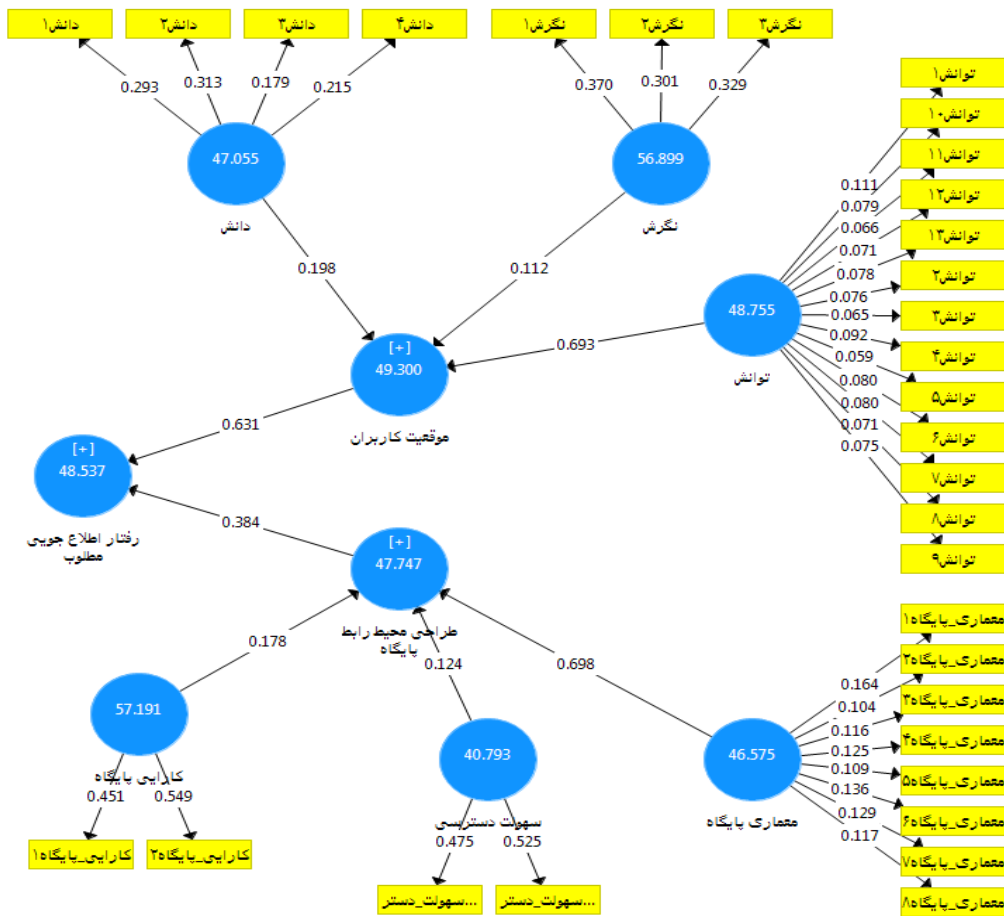 دانش۱
دانش۲
دانش۳
دانش۴
نگرش۱
نگرش۲
نگرش۳
0.293
0.313
0.179
0.215
0.370
0.301
0.329
47.055
دانش
56.899
نگرش
توانش۱
توانش۱۰
توانش۱۱
توانش۱۲
توانش۱۳
توانش۲
توانش۳
توانش۴
توانش۵
توانش۶
توانش۷
توانش۸
توانش۹
0.111
0.079
0.066
0.071
0.078
0.076
0.065
0.092
0.059
0.080
0.080
0.071
0.075
48.755
توانش
0.198
0.112
0.693
[+]
49.300
موقعیت کاربران
0.631
[+]
48.537
رفتار اطلاع جویی
مطلوب
0.384
[+]
47.747
طراحی محیط رابط
پایگاه
0.178
0.124
0.698
57.191
کارایی پایگاه
0.451
0.549
کارایی_پایگاه۱
کارایی_پایگاه۲
40.793
سهولت دسترسی
0.475
0.525
سهولت_دستر...
سهولت_دستر...
46.575
معماری پایگاه
0.164
0.104
0.116
0.125
0.109
0.136
0.129
0.117
معماری_پایگاه۱
معماری_پایگاه۲
معماری_پایگاه۳
معماری_پایگاه۴
معماری_پایگاه۵
معماری_پایگاه۶
معماری_پایگاه۷
معماری_پایگاه۸